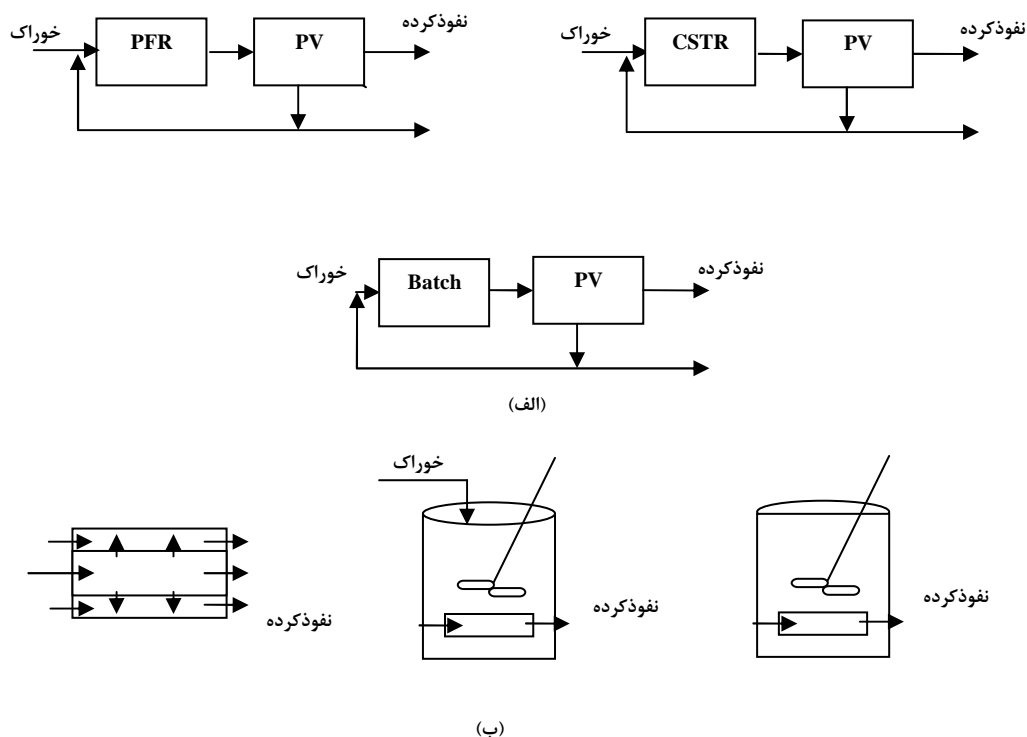 خوراک
PFR
PV
نفوذکرده
خوراک
CSTR
PV
نفوذکرده
خوراک
Batch
PV
نفوذکرده
(الف)
خوراک
نفوذکرده
نفوذکرده
نفوذکرده
(ب)